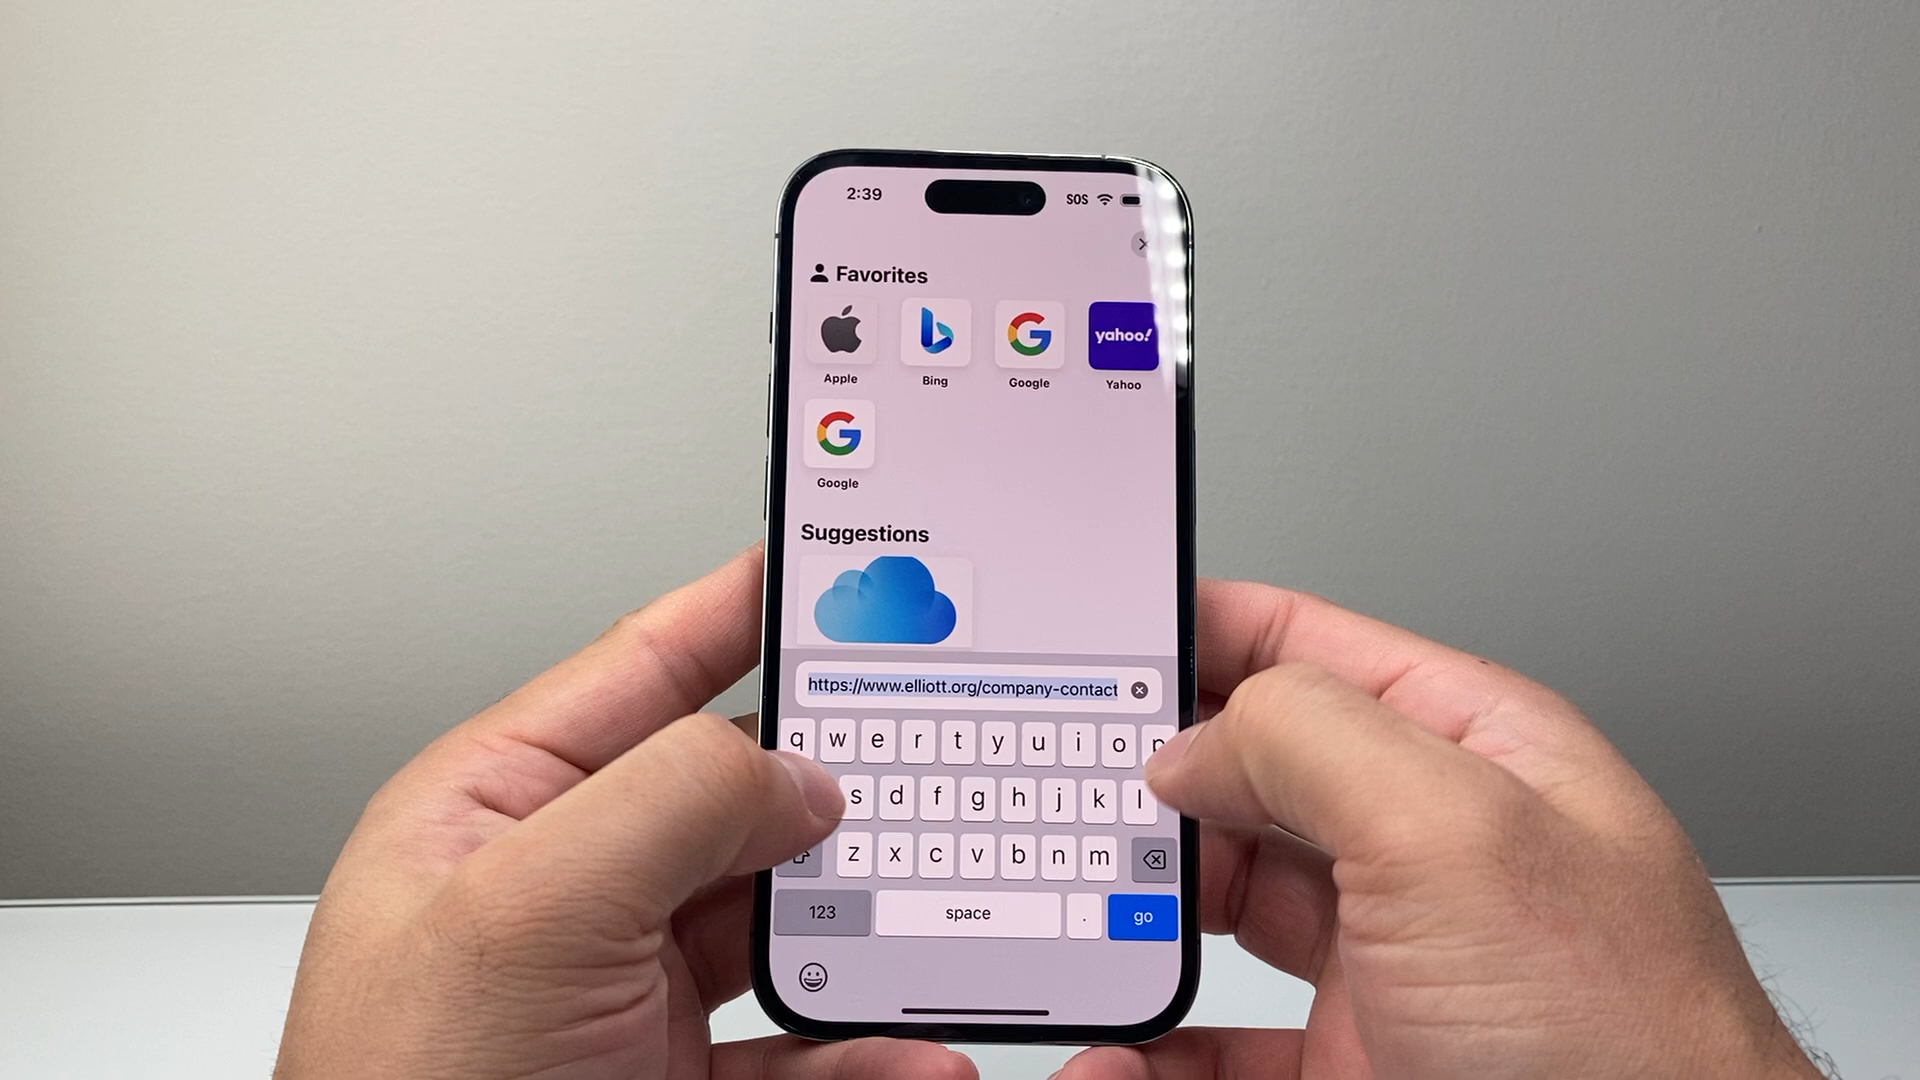 2:39
SOS
Favorites
yahoo!
Apple
Bing
Google
Yahoo
Google
Suggestions
https://www.elliott.org/company-contact
q w e r t y u i o p
s d f g h j k l
z x c v b n m
123
space
.
go